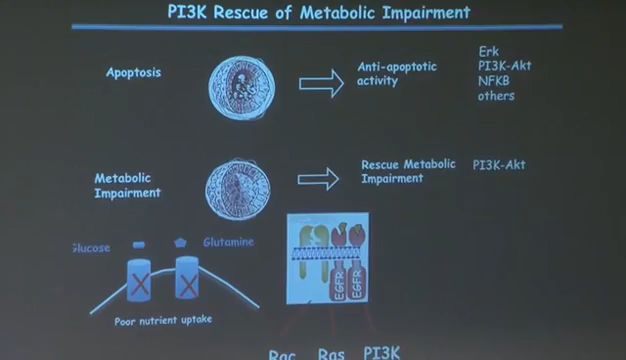 PI3K Rescue of Metabolic Impairment
Apoptosis
Anti-apoptotic
activity
Erk
PI3K-Akt
NFKB
others
Metabolic
Impairment
Rescue Metabolic
Impairment
PI3K-Akt
Glucose
Glutamine
X
X
EGFR
EGFR
Poor nutrient uptake
Rac
Ras
PI3K